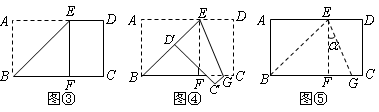 A E D
B F C
图③
A E D
D'
B F C' G C
图④
A E D
α
B F G C
图⑤